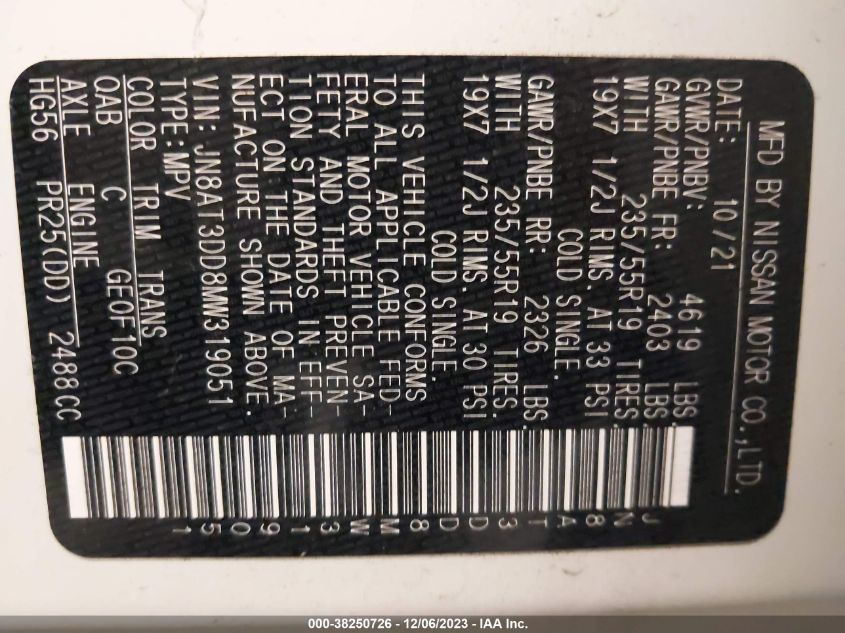 MFD BY NISSAN MOTOR CO.,LTD.
DATE: 10/21
GVWR/PNBV: 4619 LBS.
GAWR/PNBE FR: 2403 LBS.
WITH 235/55R19 TIRES.
19X7 1/2J RIMS. AT 33 PSI
COLD SINGLE.
GAWR/PNBE RR: 2326 LBS.
WITH 235/55R19 TIRES.
19X7 1/2J RIMS. AT 30 PSI
COLD SINGLE.
THIS VEHICLE CONFORMS
TO ALL APPLICABLE FED-
ERAL MOTOR VEHICLE SA-
FETY AND THEFT PREVEN-
TION STANDARDS IN EFF-
ECT ON THE DATE OF MA-
NUFACTURE SHOWN ABOVE.
VIN: JN8AT3DD8MW319051
TYPE:MPV
COLOR TRIM TRANS
QAB C GE0F10C
AXLE ENGINE
HG56 PR25(DD) 2488CC
JN8AT3DD8MW319051
000-38250726 - 12/06/2023 - IAA Inc.